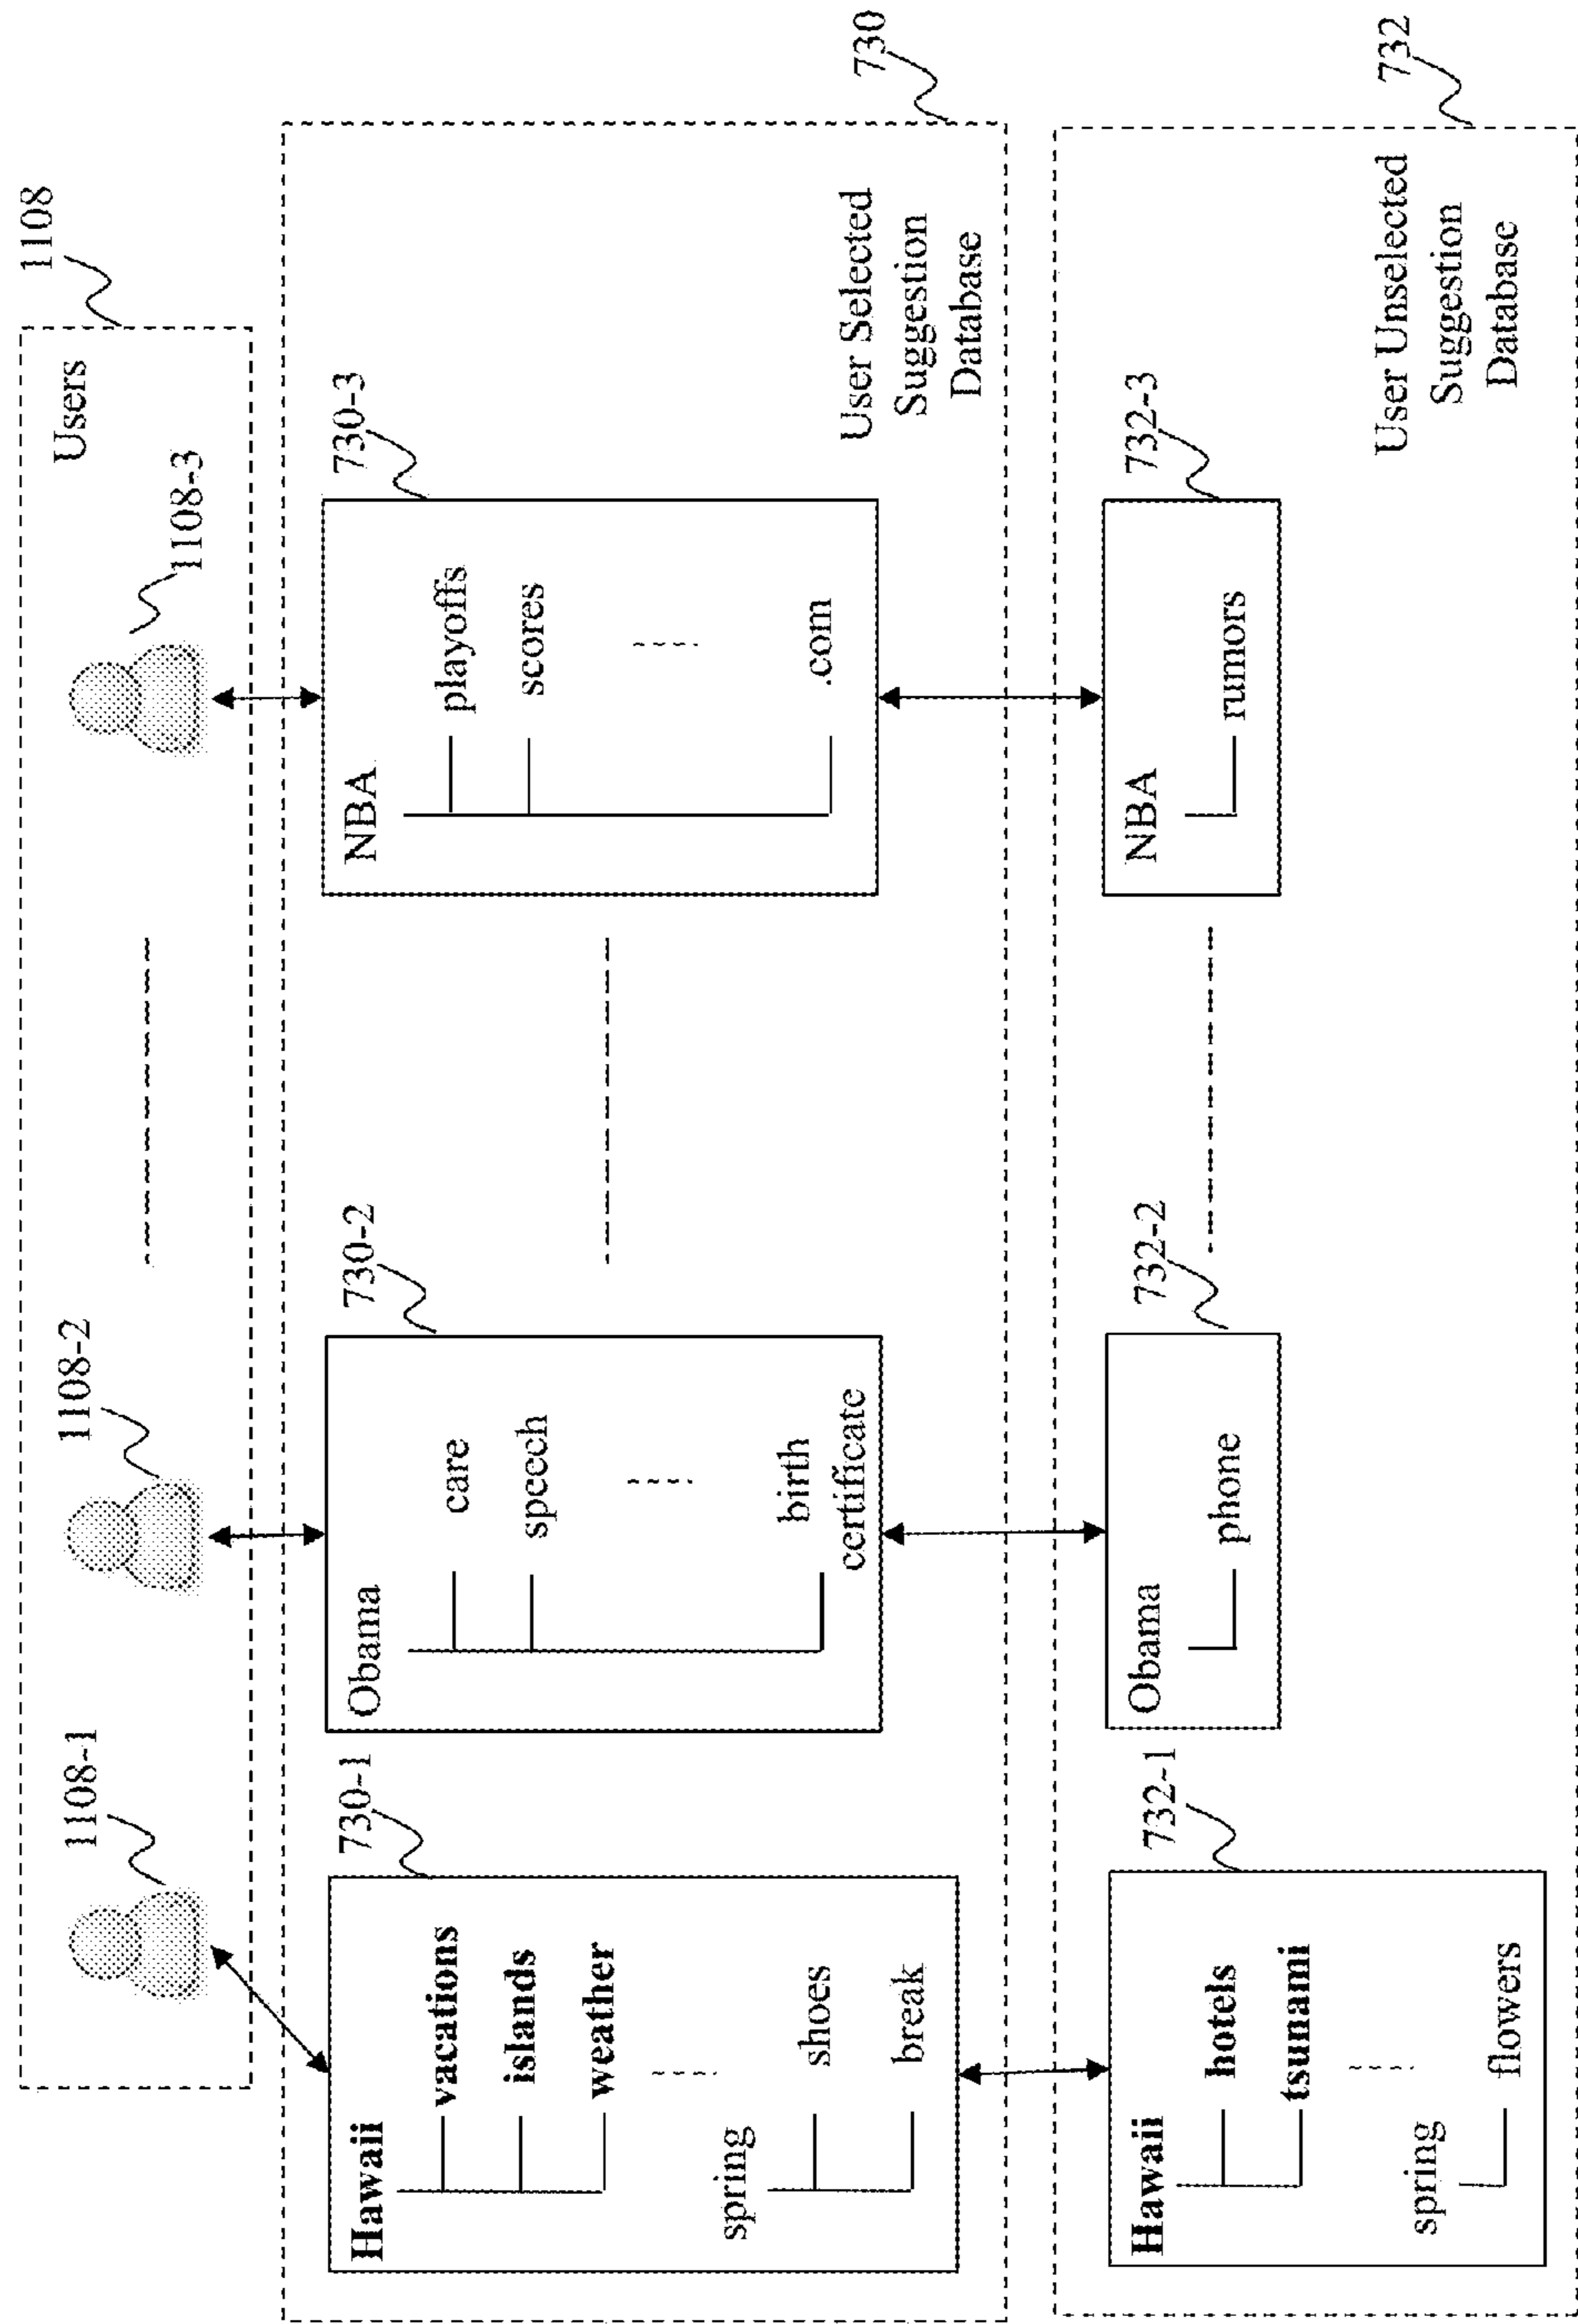 1108
Users
1108-1
1108-2
1108-3
730
730-1
Hawaii
vacations
islands
weather
spring
shoes
break
730-2
Obama
care
speech
birth
certificate
730-3
NBA
playoffs
scores
.com
User Selected
Suggestion
Database
732
732-1
Hawaii
hotels
tsunami
spring
flowers
732-2
Obama
phone
732-3
NBA
rumors
User Unselected
Suggestion
Database